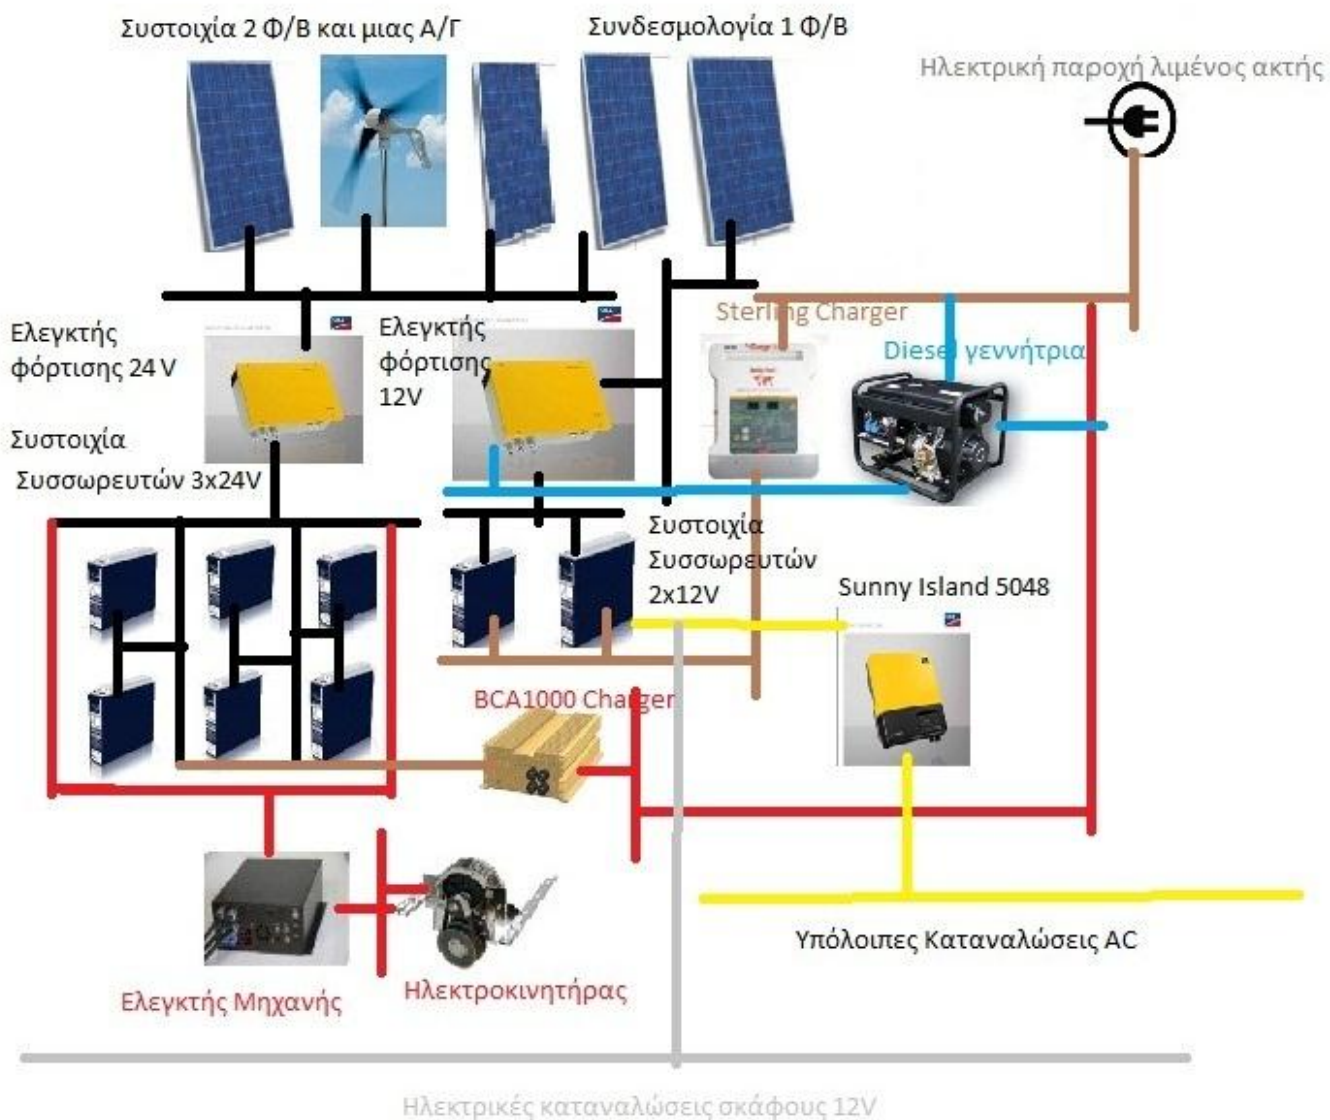 Συστοιχία 2 Φ/Β και μιας Α/Γ
Συνδεσμολογία 1 Φ/Β
Ηλεκτρική παροχή λιμένος ακτής
Ελεγκτής
φόρτισης 24 V
Ελεγκτής
φόρτισης
12V
Sterling Charger
Diesel γεννήτρια
Συστοιχία
Συσσωρευτών 3x24V
Συστοιχία
Συσσωρευτών
2x12V
Sunny Island 5048
BCA1000 Charger
Υπόλοιπες Καταναλώσεις AC
Ελεγκτής Μηχανής
Ηλεκτροκινητήρας
Ηλεκτρικές καταναλώσεις σκάφους 12V